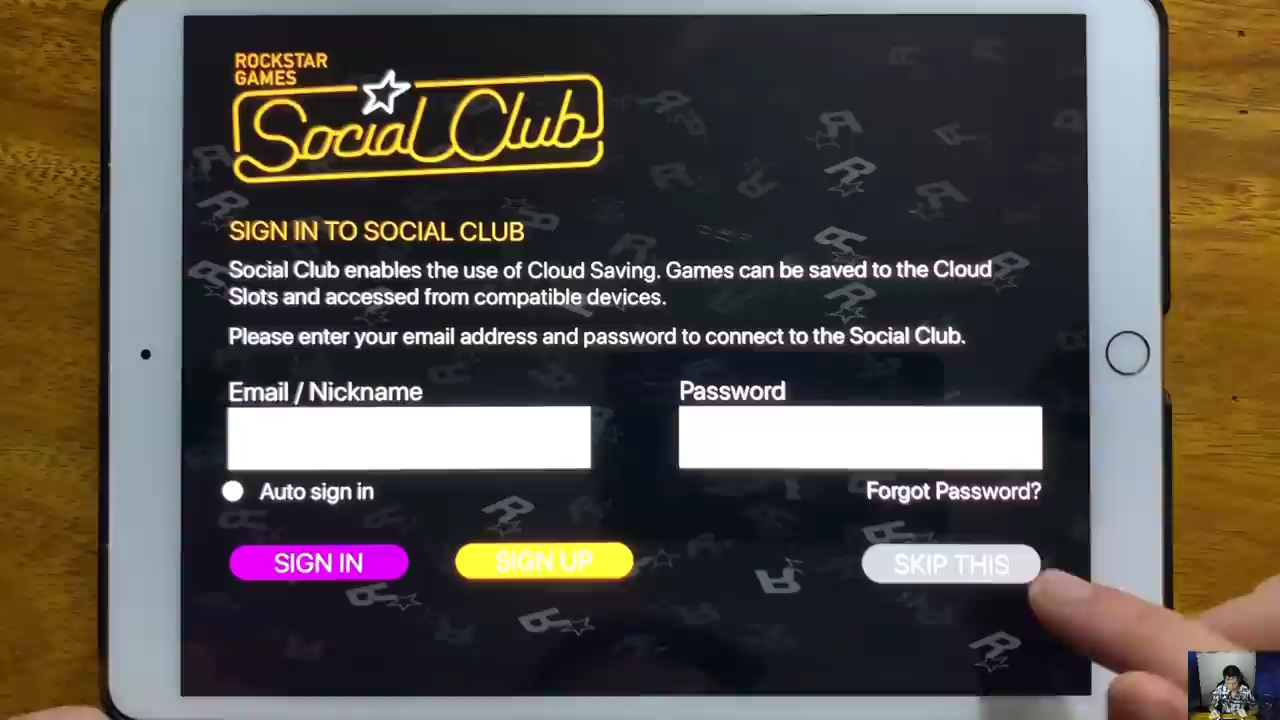 ROCKSTAR
GAMES
Social Club
SIGN IN TO SOCIAL CLUB
Social Club enables the use of Cloud Saving. Games can be saved to the Cloud
Slots and accessed from compatible devices.
Please enter your email address and password to connect to the Social Club.
Email / Nickname
Password
Auto sign in
Forgot Password?
SIGN IN
SIGN UP
SKIP THIS